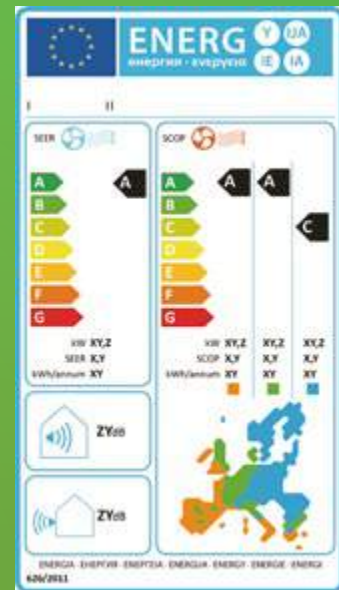 ENERG Y IJA
енергия · ενεργεια IE IA
I II
SEER
A
B
C
D
E
F
G
A
kW XY,Z
SEER X,Y
kWh/annum XY
SCOP
A
B
C
D
E
F
G
A A
C
kW XY,Z XY,Z XY,Z
SCOP X,Y X,Y X,Y
kWh/annum XY XY XY
ZYdB
ZYdB
ENERGIA · ЕНЕРГИЯ · ΕΝΕΡΓΕΙΑ · ENERGIJA · ENERGY · ENERGIE · ENERGI
626/2011